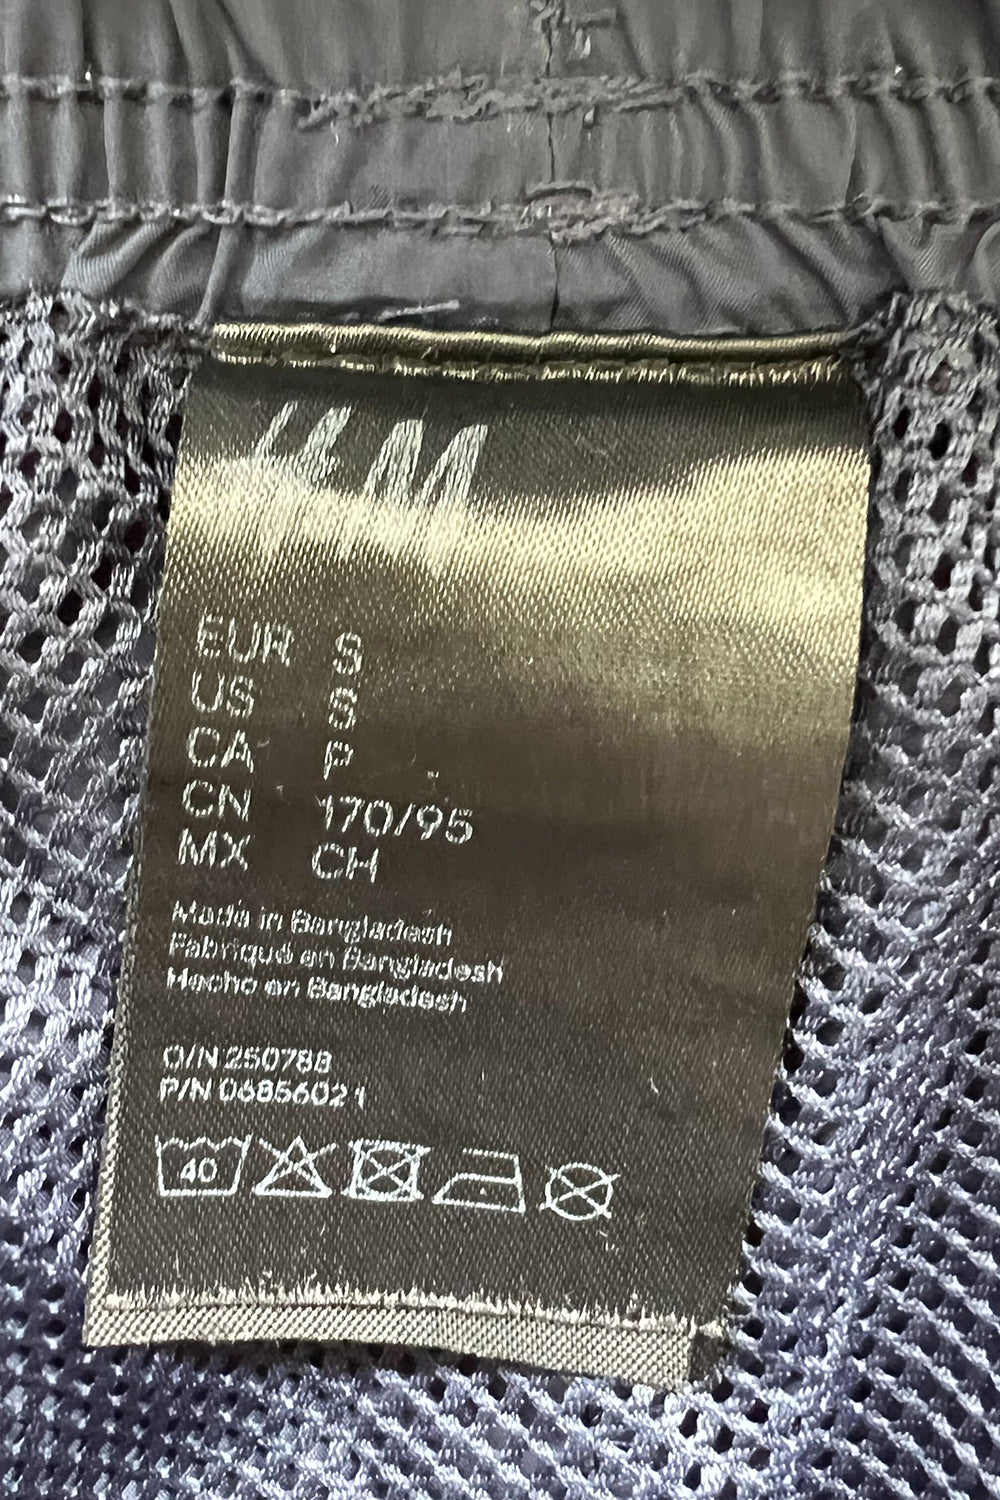 H&M
EUR S
US S
CA P
CN 170/95
MX CH
Made in Bangladesh
Fabriqué en Bangladesh
Hecho en Bangladesh
O/N 250788
P/N 06856021
40